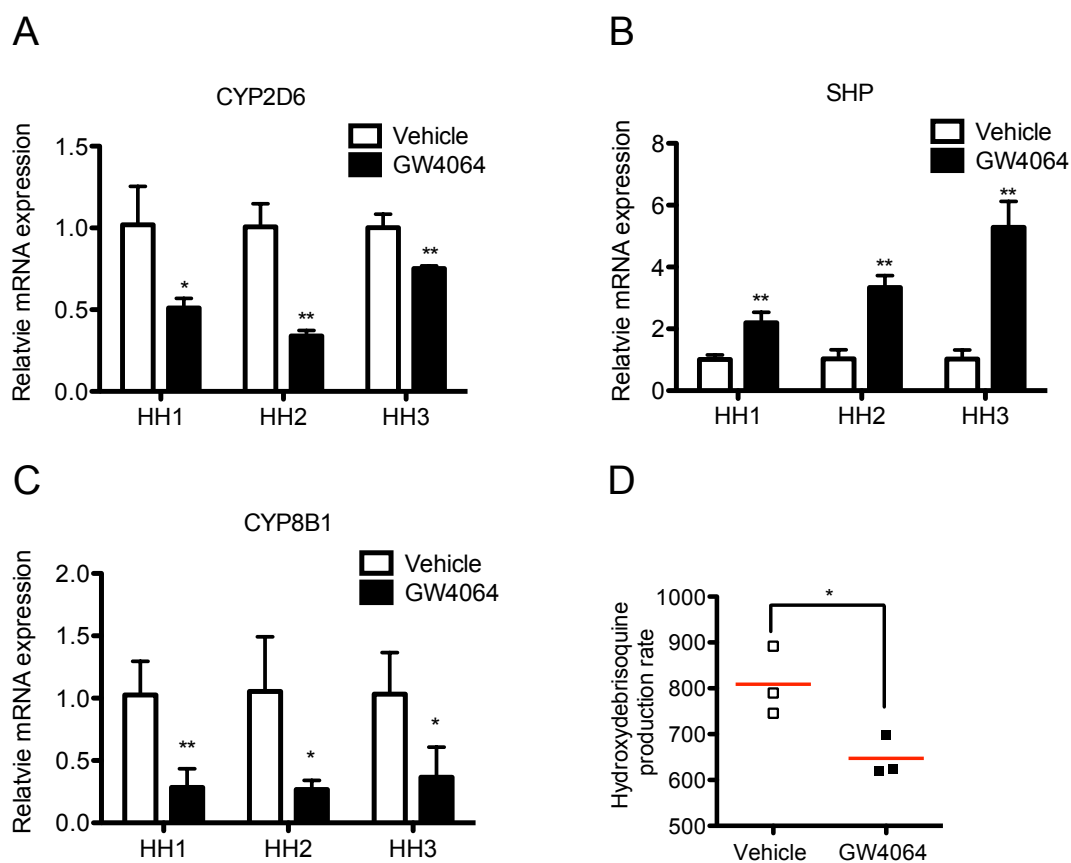 A
CYP2D6
Vehicle
GW4064
Relatvie mRNA expression
1.5
1.0
0.5
0.0
*
**
**
HH1 HH2 HH3
B
SHP
Vehicle
GW4064
Relatvie mRNA expression
8
6
4
2
0
**
**
**
HH1 HH2 HH3
C
CYP8B1
Vehicle
GW4064
Relatvie mRNA expression
2.0
1.5
1.0
0.5
0.0
**
*
*
HH1 HH2 HH3
D
Hydroxydebrisoquine
production rate
1000
900
800
700
600
500
*
Vehicle GW4064